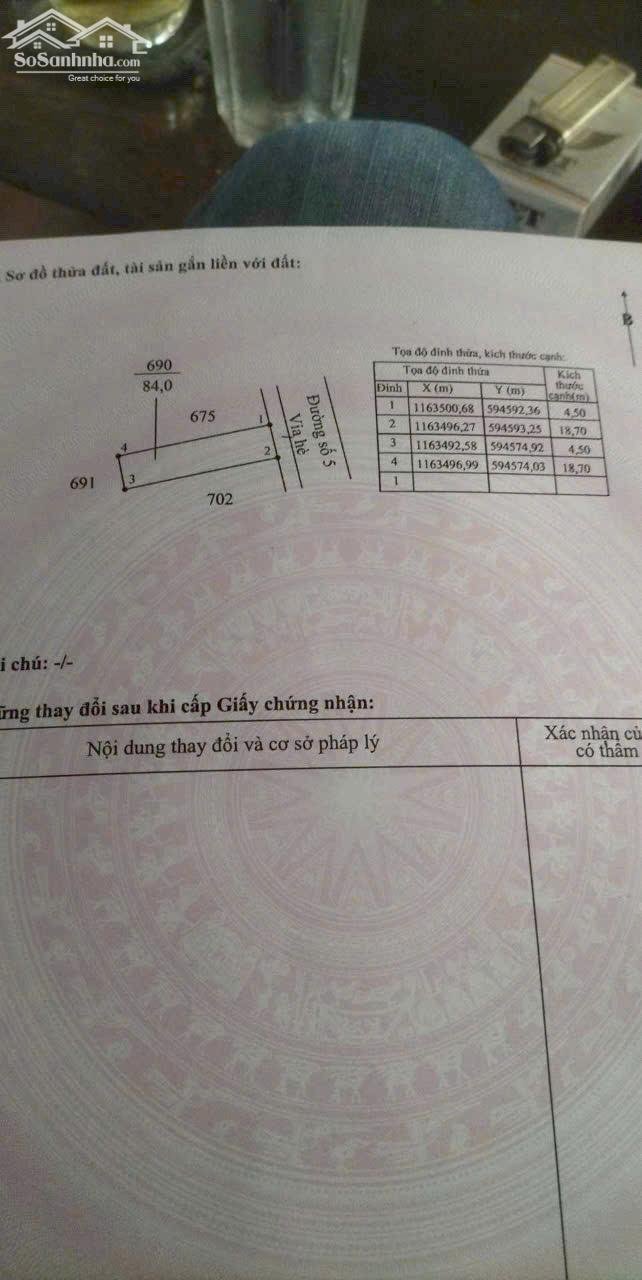 SoSanhnha.com
Great choice for you
Sơ đồ thửa đất, tài sản gắn liền với đất:
B
690
84,0
675
1
2
3
4
691
702
Đường số 5
Vỉa hè
Tọa độ đỉnh thửa, kích thước cạnh:
Tọa độ đỉnh thửa Kích thước cạnh(m)
Đỉnh X (m) Y (m)
1 1163500,68 594592,36 4,50
2 1163496,27 594593,25 18,70
3 1163492,58 594574,92 4,50
4 1163496,99 594574,03 18,70
1
i chú: -/-
ững thay đổi sau khi cấp Giấy chứng nhận:
Nội dung thay đổi và cơ sở pháp lý
Xác nhận củ
có thẩm